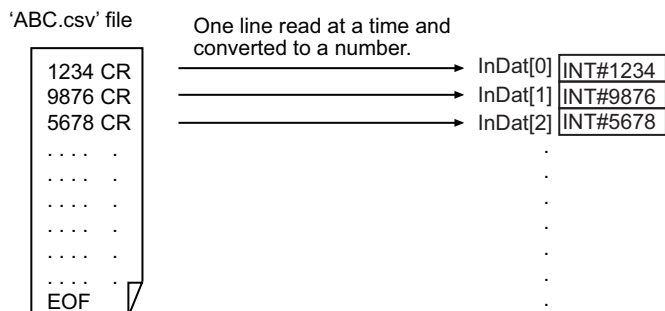 ‘ABC.csv’ file
One line read at a time and
converted to a number.
1234 CR InDat[0] INT#1234
9876 CR InDat[1] INT#9876
5678 CR InDat[2] INT#5678
. . . . .
. . . . .
. . . . .
. . . . .
. . . . .
EOF